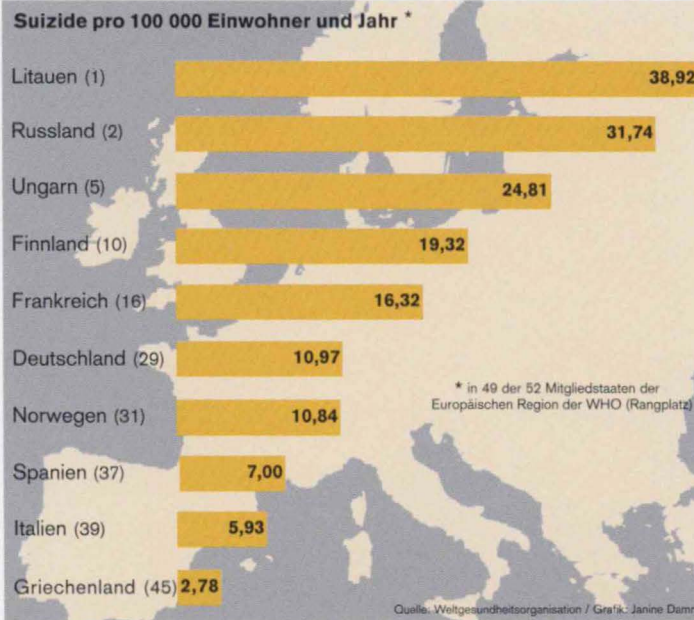 Suizide pro 100 000 Einwohner und Jahr *
Litauen (1) 38,92
Russland (2) 31,74
Ungarn (5) 24,81
Finnland (10) 19,32
Frankreich (16) 16,32
Deutschland (29) 10,97
* in 49 der 52 Mitgliedstaaten der
Europäischen Region der WHO (Rangplatz)
Norwegen (31) 10,84
Spanien (37) 7,00
Italien (39) 5,93
Griechenland (45) 2,78
Quelle: Weltgesundheitsorganisation / Grafik: Janine Damm